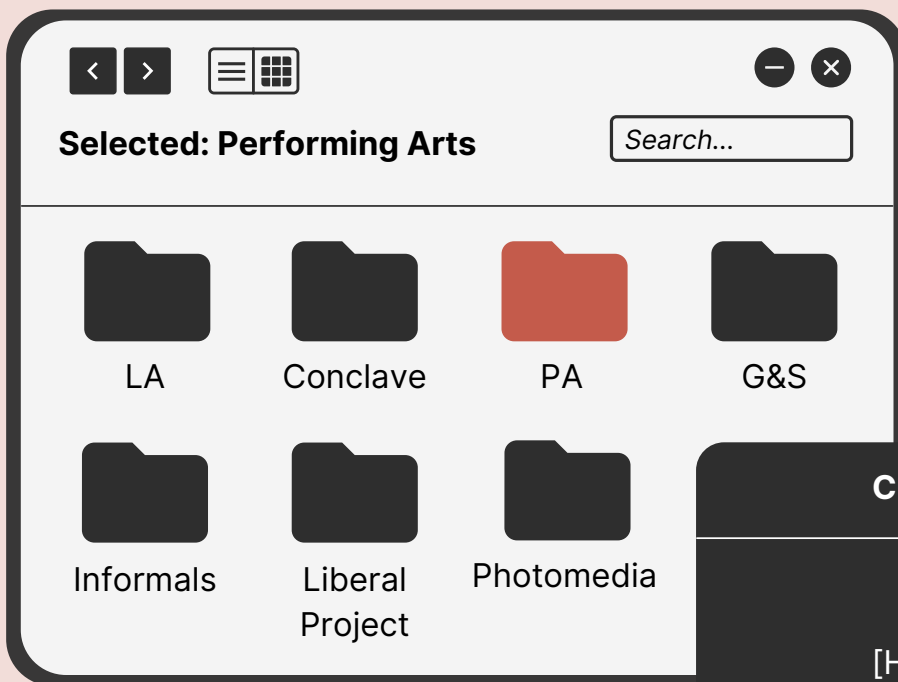 Selected: Performing Arts
Search...
LA
Conclave
PA
G&S
Informals
Liberal
Project
Photomedia
C
[H